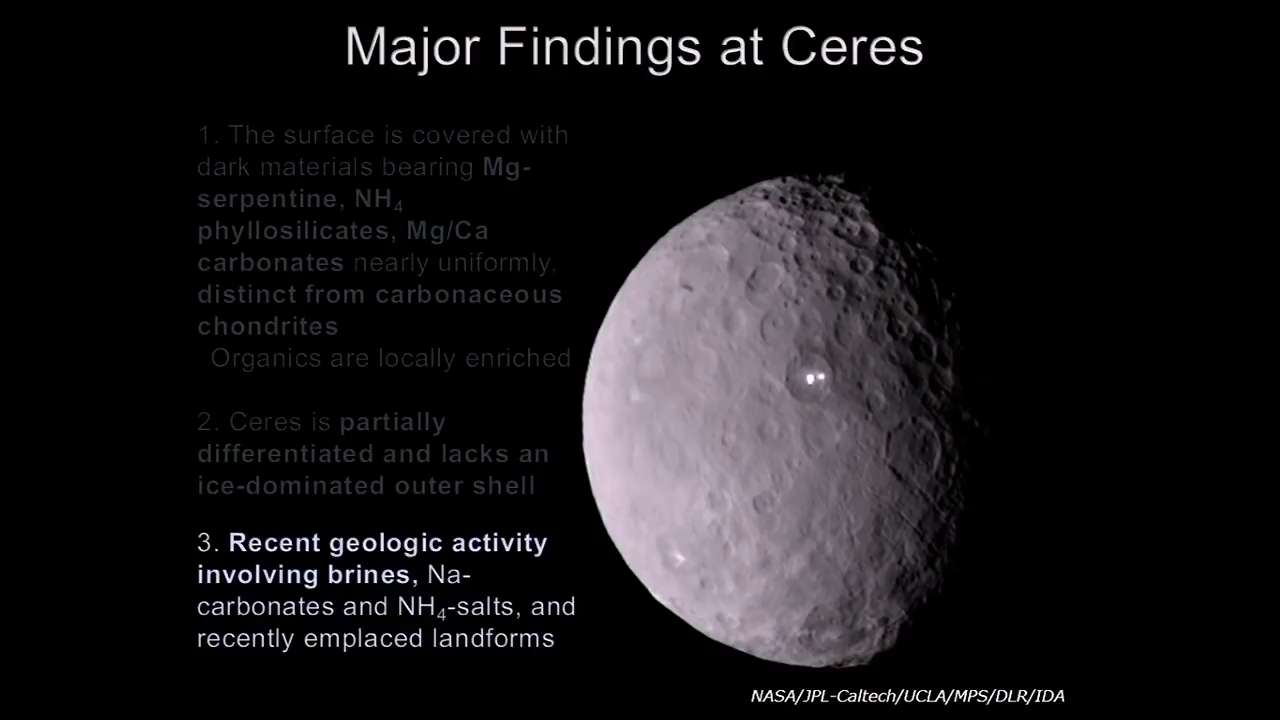 Major Findings at Ceres
1. The surface is covered with
dark materials bearing Mg-
serpentine, NH₄
phyllosilicates, Mg/Ca
carbonates nearly uniformly,
distinct from carbonaceous
chondrites
Organics are locally enriched
2. Ceres is partially
differentiated and lacks an
ice-dominated outer shell
3. Recent geologic activity
involving brines, Na-
carbonates and NH₄-salts, and
recently emplaced landforms
NASA/JPL-Caltech/UCLA/MPS/DLR/IDA